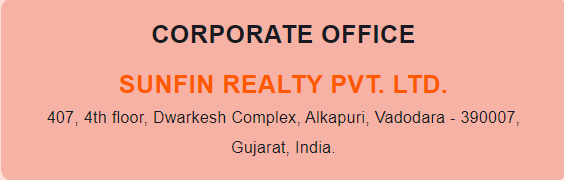 CORPORATE OFFICE
SUNFIN REALTY PVT. LTD.
407, 4th floor, Dwarkesh Complex, Alkapuri, Vadodara - 390007,
Gujarat, India.